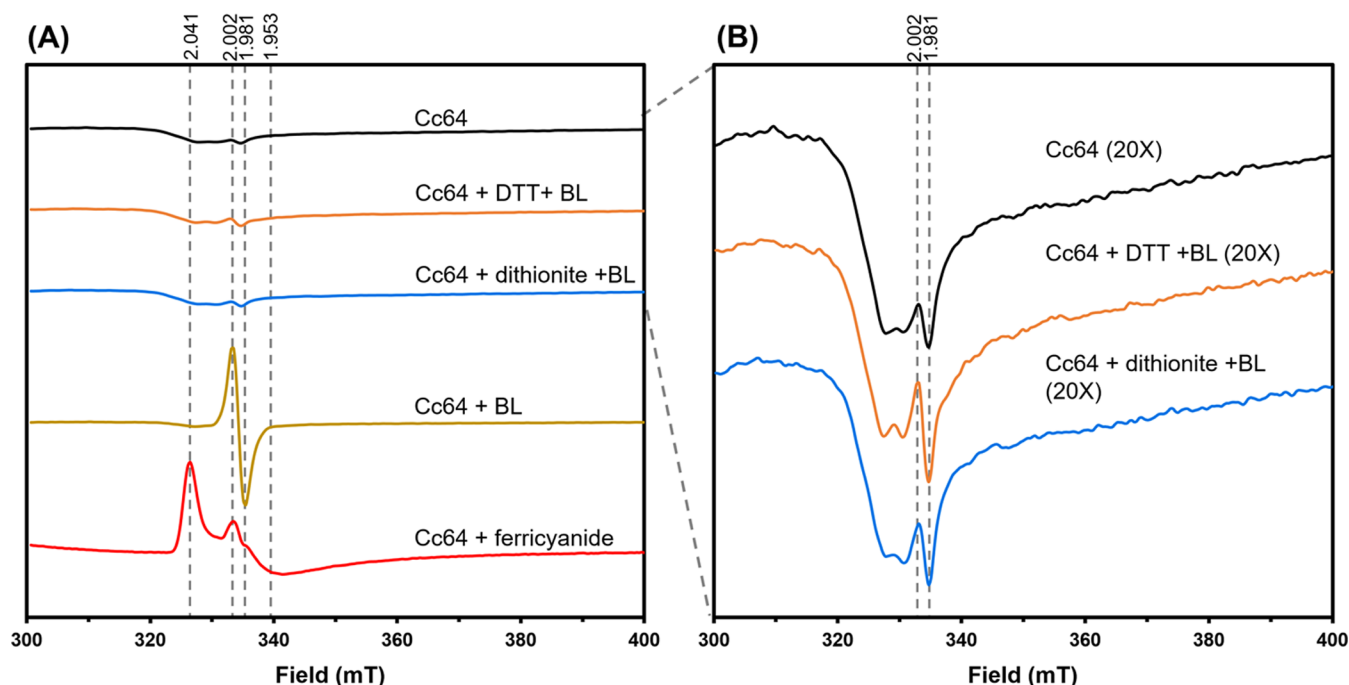 (A)
2.041
2.002
1.981
1.953
Cc64
Cc64 + DTT+ BL
Cc64 + dithionite +BL
Cc64 + BL
Cc64 + ferricyanide
300 320 340 360 380 400
Field (mT)
(B)
2.002
1.981
Cc64 (20X)
Cc64 + DTT +BL (20X)
Cc64 + dithionite +BL
(20X)
300 320 340 360 380 400
Field (mT)